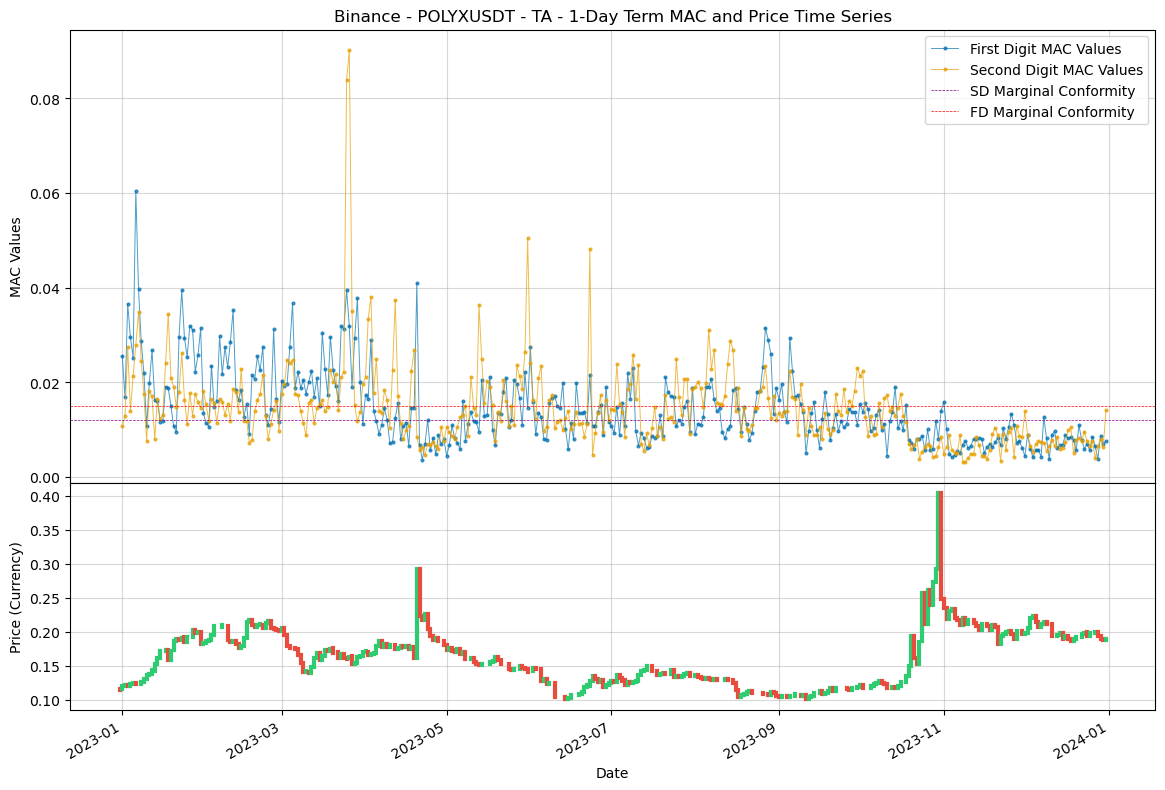 Binance - POLYXUSDT - TA - 1-Day Term MAC and Price Time Series
First Digit MAC Values
Second Digit MAC Values
SD Marginal Conformity
FD Marginal Conformity
MAC Values
0.08
0.06
0.04
0.02
0.00
Price (Currency)
0.40
0.35
0.30
0.25
0.20
0.15
0.10
2023-01
2023-03
2023-05
2023-07
2023-09
2023-11
2024-01
Date